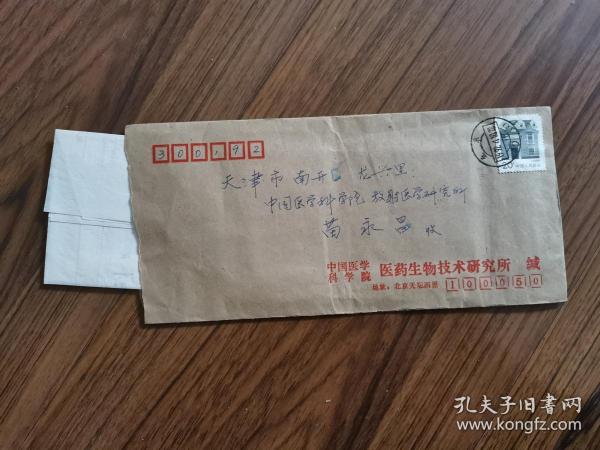 300192
天津市南开区 龙兴里
中国医学科学院放射医学研究所
苗永昌 收
中国医学
科学院 医药生物技术研究所 缄
地址:北京天坛西里 100050
孔夫子旧书网
www.kongfz.com